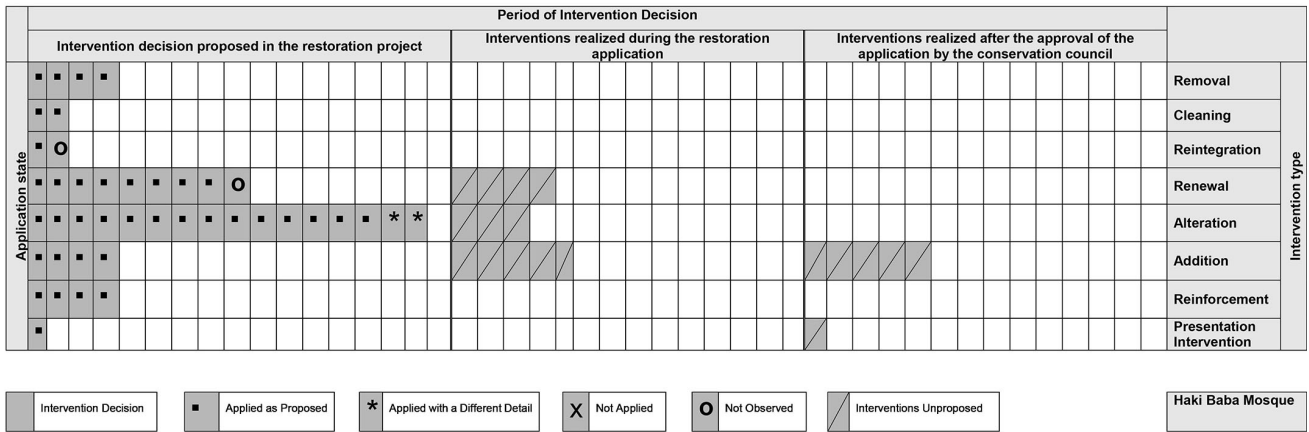 Period of Intervention Decision
Intervention decision proposed in the restoration project
Interventions realized during the restoration
application
Interventions realized after the approval of the
application by the conservation council
Application state
Intervention type
■ ■ ■ ■ Removal
■ ■ Cleaning
■ O Reintegration
■ ■ ■ ■ ■ ■ ■ ■ O Renewal
■ ■ ■ ■ ■ ■ ■ ■ ■ ■ ■ ■ ■ * * Alteration
■ ■ ■ ■ Addition
■ ■ ■ ■ Reinforcement
■ Presentation
Intervention
Intervention Decision
■ Applied as Proposed
* Applied with a Different Detail
X Not Applied
O Not Observed
Interventions Unproposed
Haki Baba Mosque